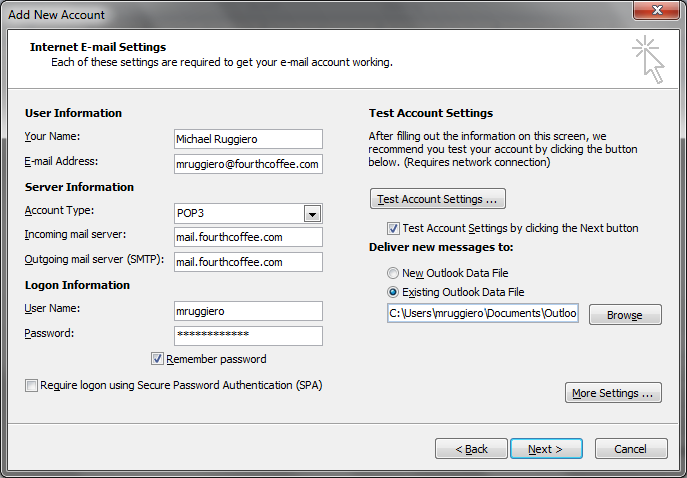 Add New Account
Internet E-mail Settings
Each of these settings are required to get your e-mail account working.
User Information
Your Name:
Michael Ruggiero
E-mail Address:
mruggiero@fourthcoffee.com
Server Information
Account Type:
POP3
Incoming mail server:
mail.fourthcoffee.com
Outgoing mail server (SMTP):
mail.fourthcoffee.com
Logon Information
User Name:
mruggiero
Password:
************
Remember password
Require logon using Secure Password Authentication (SPA)
Test Account Settings
After filling out the information on this screen, we
recommend you test your account by clicking the button
below. (Requires network connection)
Test Account Settings ...
Test Account Settings by clicking the Next button
Deliver new messages to:
New Outlook Data File
Existing Outlook Data File
C:\Users\mruggiero\Documents\Outloo
Browse
More Settings ...
< Back
Next >
Cancel